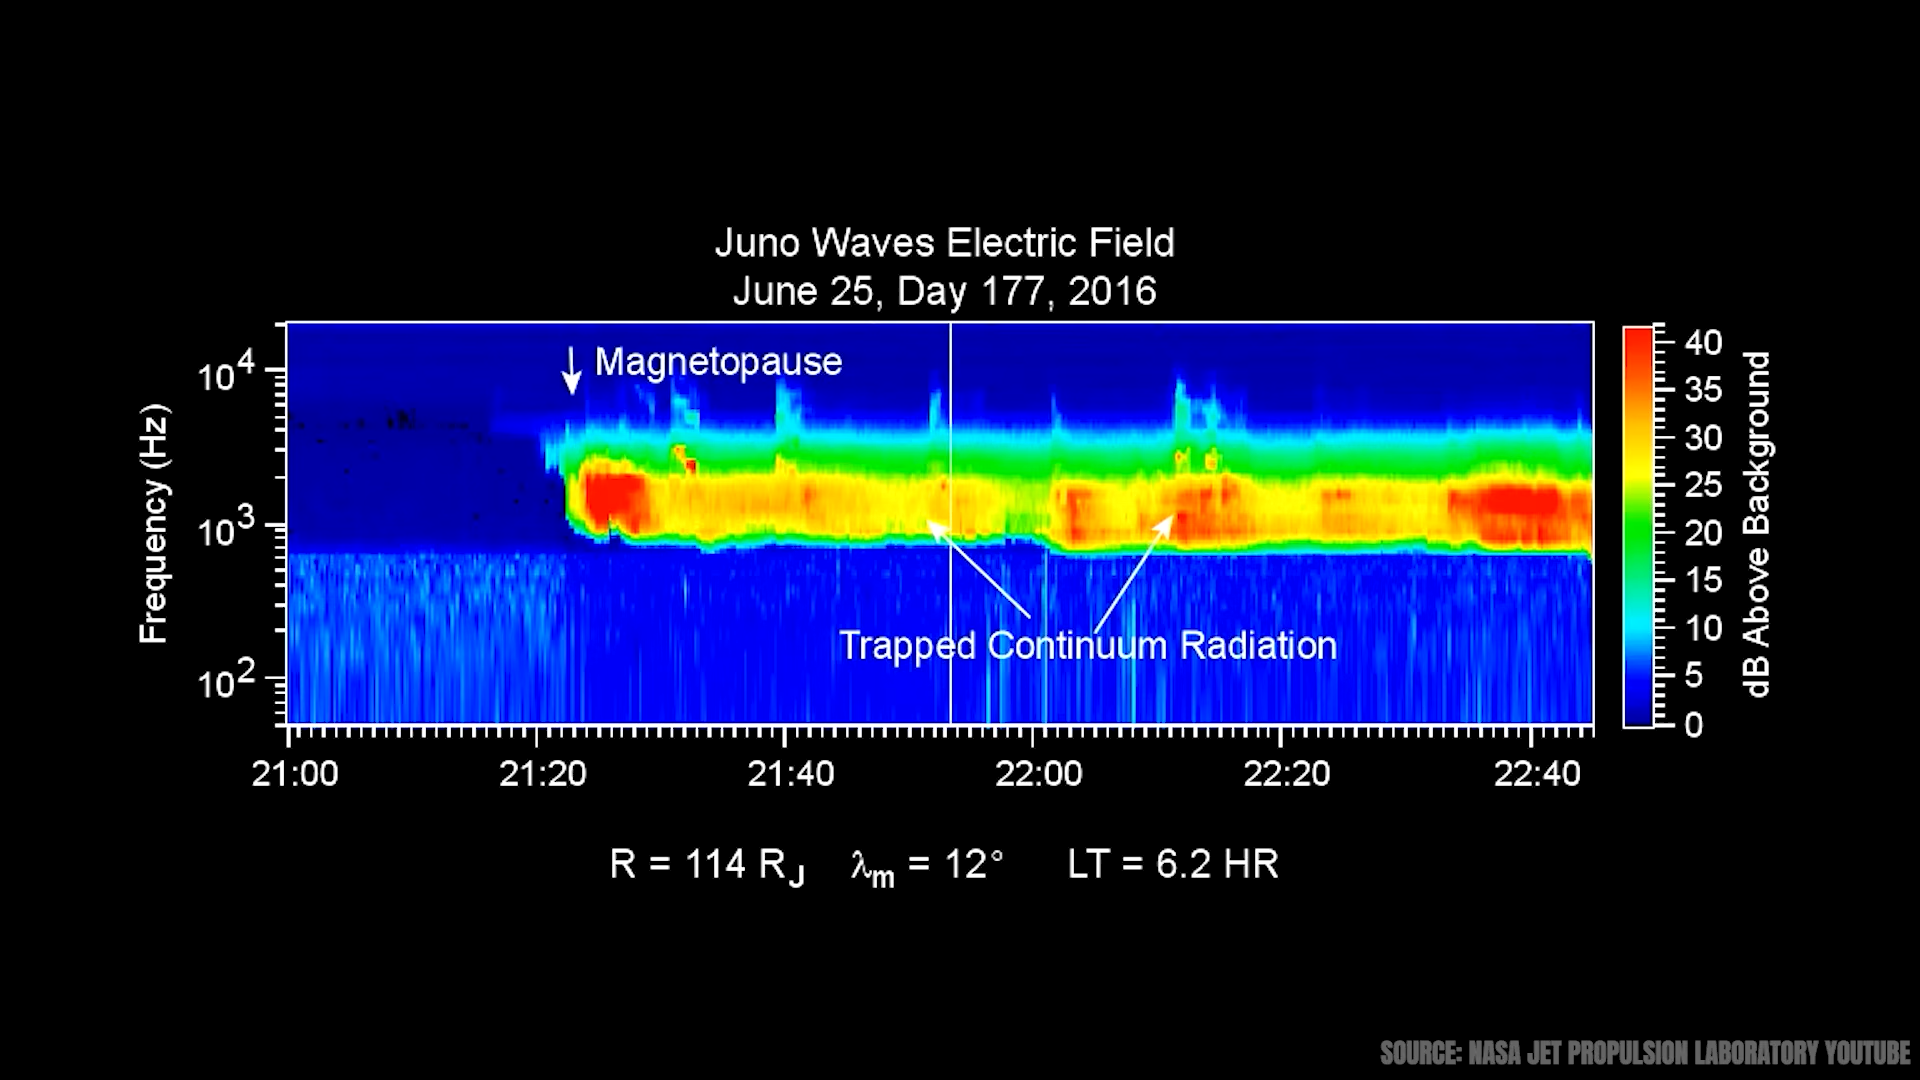 Juno Waves Electric Field
June 25, Day 177, 2016
Magnetopause
Trapped Continuum Radiation
Frequency (Hz)
10⁴
10³
10²
21:00 21:20 21:40 22:00 22:20 22:40
40
35
30
25
20
15
10
5
0
dB Above Background
R = 114 R_J λ_m = 12° LT = 6.2 HR
SOURCE: NASA JET PROPULSION LABORATORY YOUTUBE